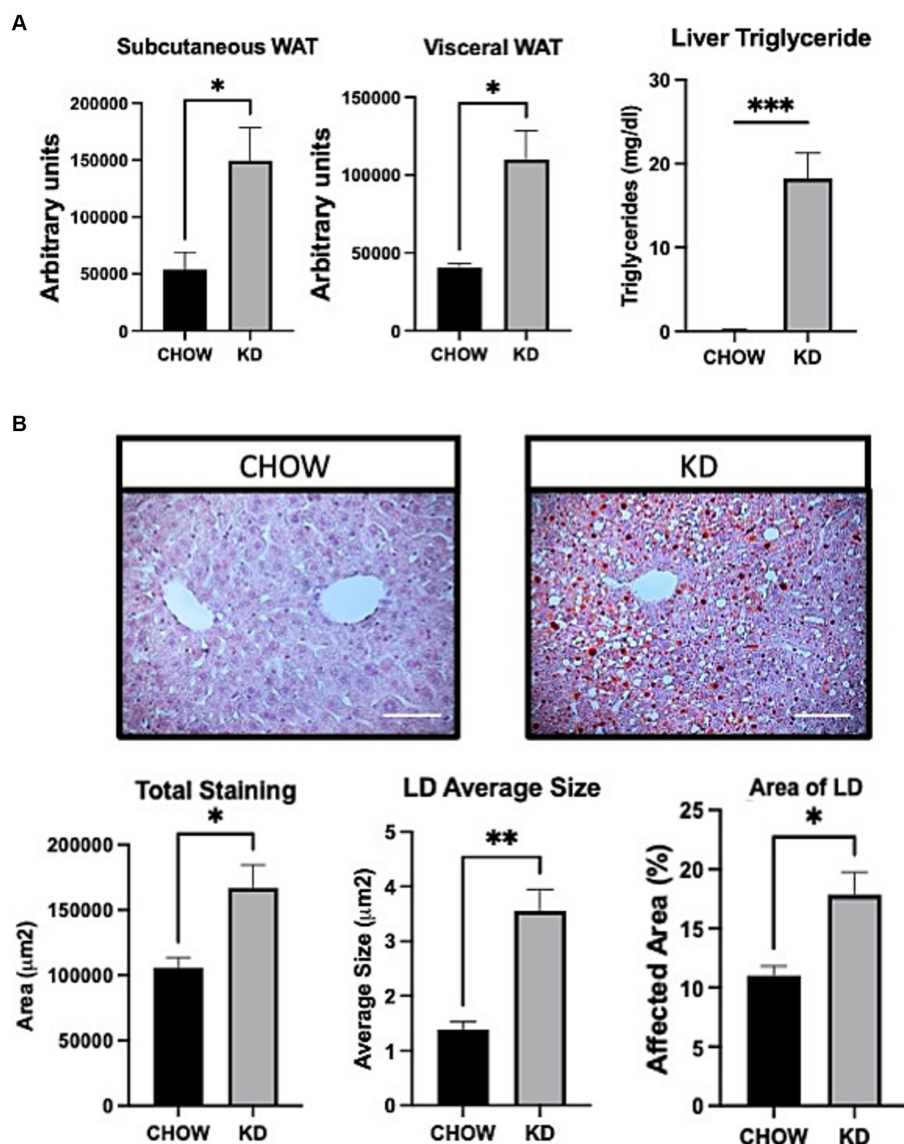 A
Subcutaneous WAT
*
200000
150000
100000
50000
0
Arbitrary units
CHOW KD
Visceral WAT
*
150000
100000
50000
0
Arbitrary units
CHOW KD
Liver Triglyceride
***
30
20
10
0
Triglycerides (mg/dl)
CHOW KD
B
CHOW
KD
Total Staining
*
200000
150000
100000
50000
0
Area (μm2)
CHOW KD
LD Average Size
**
5
4
3
2
1
0
Average Size (μm2)
CHOW KD
Area of LD
*
25
20
15
10
5
0
Affected Area (%)
CHOW KD